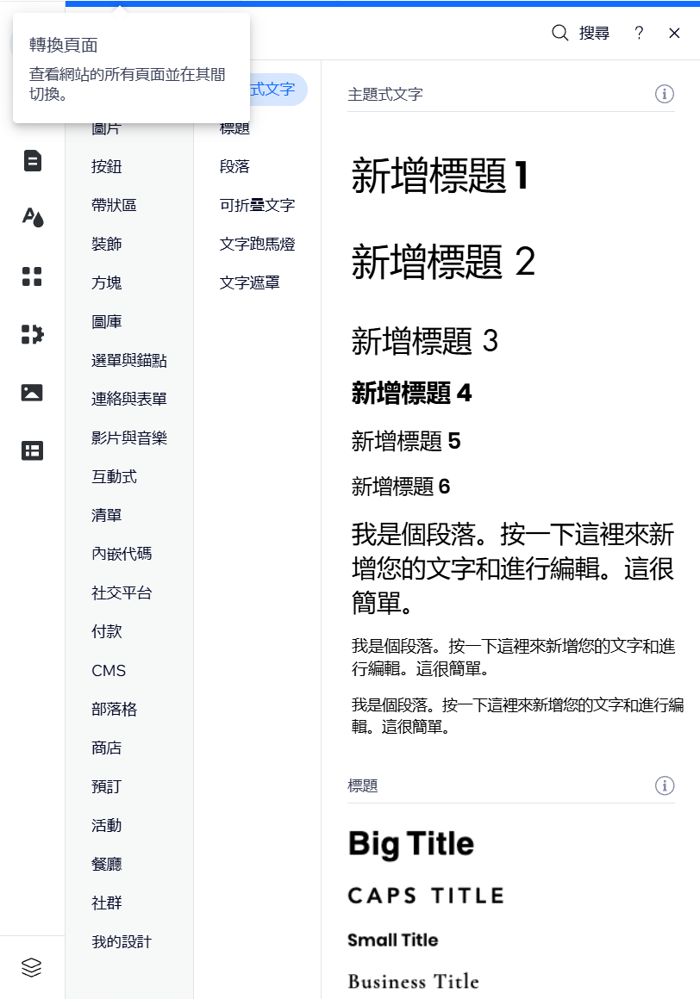 轉換頁面
查看網站的所有頁面並在其間
切換。
搜尋
?
圖片
按鈕
帶狀區
裝飾
方塊
圖庫
選單與錨點
連絡與表單
影片與音樂
互動式
清單
內嵌代碼
社交平台
付款
CMS
部落格
商店
預訂
活動
餐廳
社群
我的設計
式文字
標題
段落
可折疊文字
文字跑馬燈
文字遮罩
主題式文字
新增標題 1
新增標題 2
新增標題 3
新增標題 4
新增標題 5
新增標題 6
我是個段落。按一下這裡來新
增您的文字和進行編輯。這很
簡單。
我是個段落。按一下這裡來新增您的文字和進
行編輯。這很簡單。
我是個段落。按一下這裡來新增您的文字和進行編
輯。這很簡單。
標題
Big Title
CAPS TITLE
Small Title
Business Title